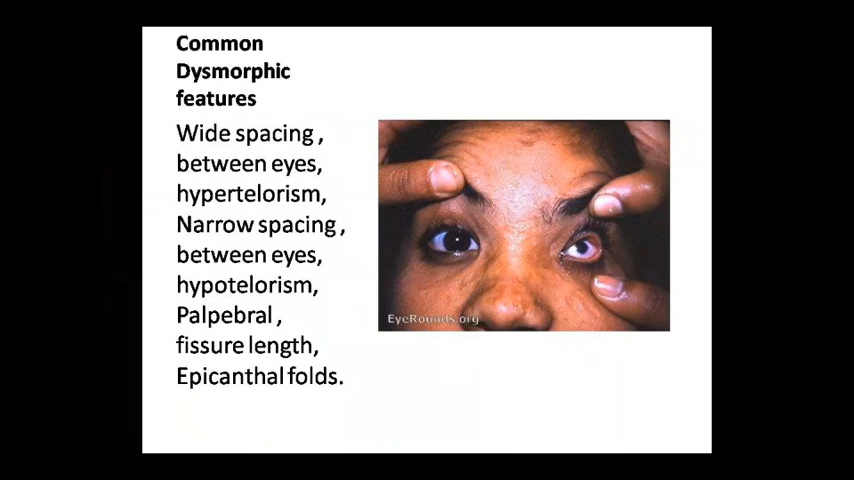 Common
Dysmorphic
features
Wide spacing ,
between eyes,
hypertelorism,
Narrow spacing ,
between eyes,
hypotelorism,
Palpebral ,
fissure length,
Epicanthal folds.
EyeRounds.org